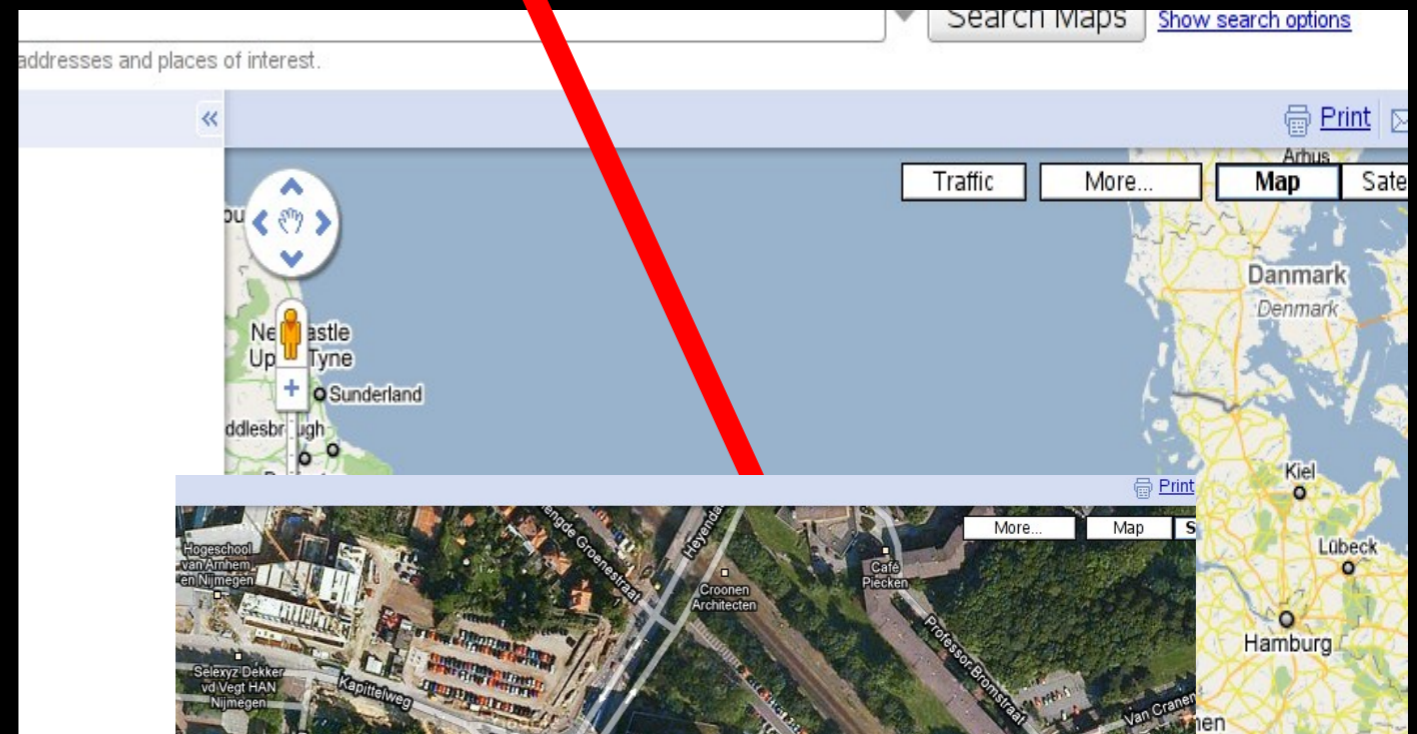 Search Maps Show search options
addresses and places of interest.
«
Print
Traffic
More...
Map
Sate
Arhus
Danmark
Denmark
Sunderland
Kiel
Lübeck
Hamburg
Print
More...
Map
S
Hogeschool
van Arnhem
en Nijmegen
Groenestraat
Croonen
Architecten
Café
Piecken
Professor Bromstraat
Selexyz Dekker
vd Vegt HAN
Nijmegen
Kapittelweg
Van Cranen